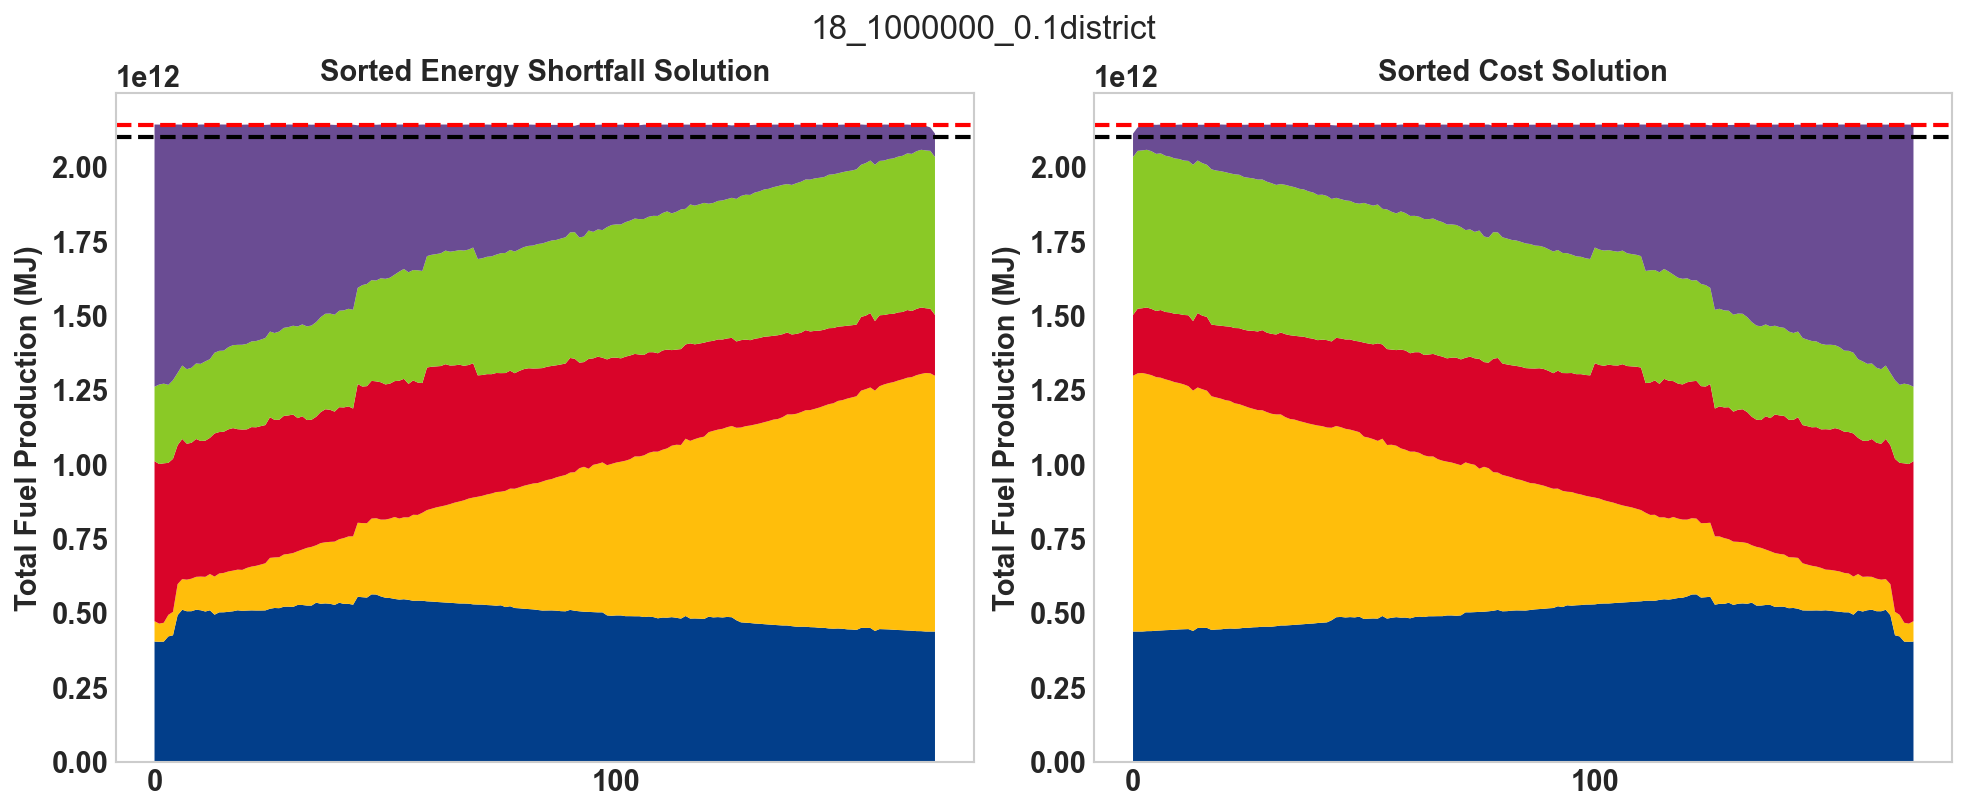 18_1000000_0.1district
Sorted Energy Shortfall Solution
1e12
Total Fuel Production (MJ)
2.00
1.75
1.50
1.25
1.00
0.75
0.50
0.25
0.00
0 100
Sorted Cost Solution
1e12
Total Fuel Production (MJ)
2.00
1.75
1.50
1.25
1.00
0.75
0.50
0.25
0.00
0 100